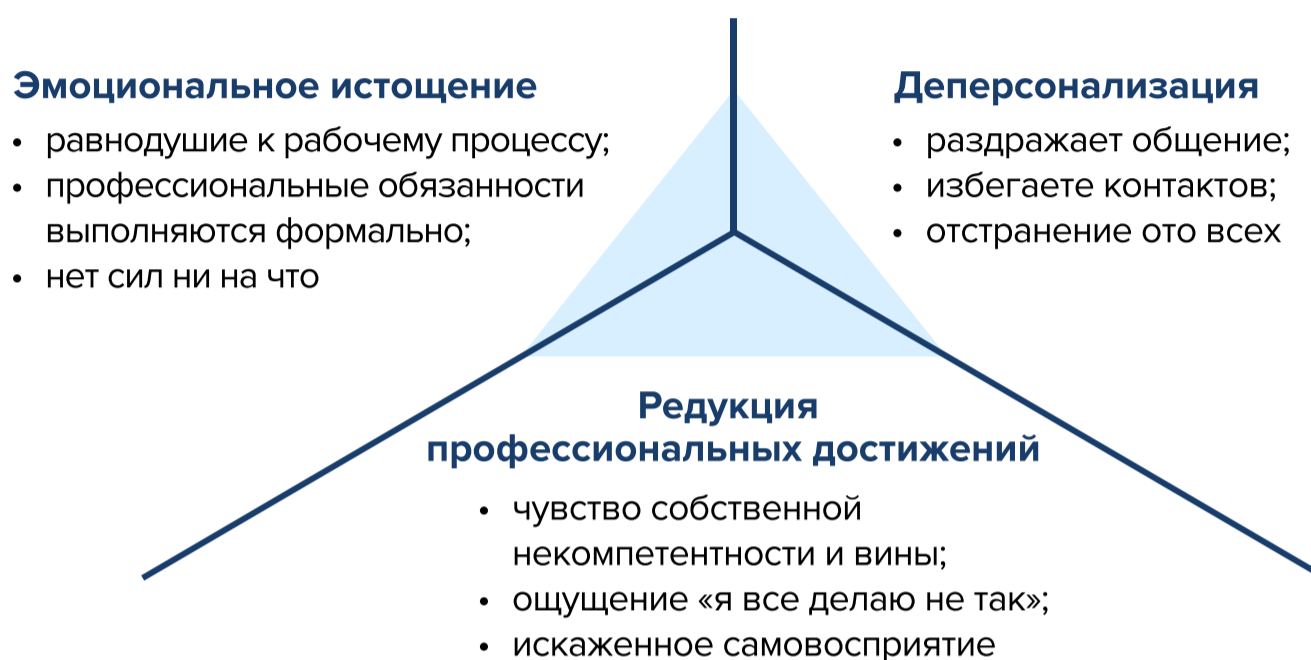 Эмоциональное истощение
• равнодушие к рабочему процессу;
• профессиональные обязанности
выполняются формально;
• нет сил ни на что
Деперсонализация
• раздражает общение;
• избегаете контактов;
• отстранение ото всех
Редукция
профессиональных достижений
• чувство собственной
некомпетентности и вины;
• ощущение «я все делаю не так»;
• искаженное самовосприятие